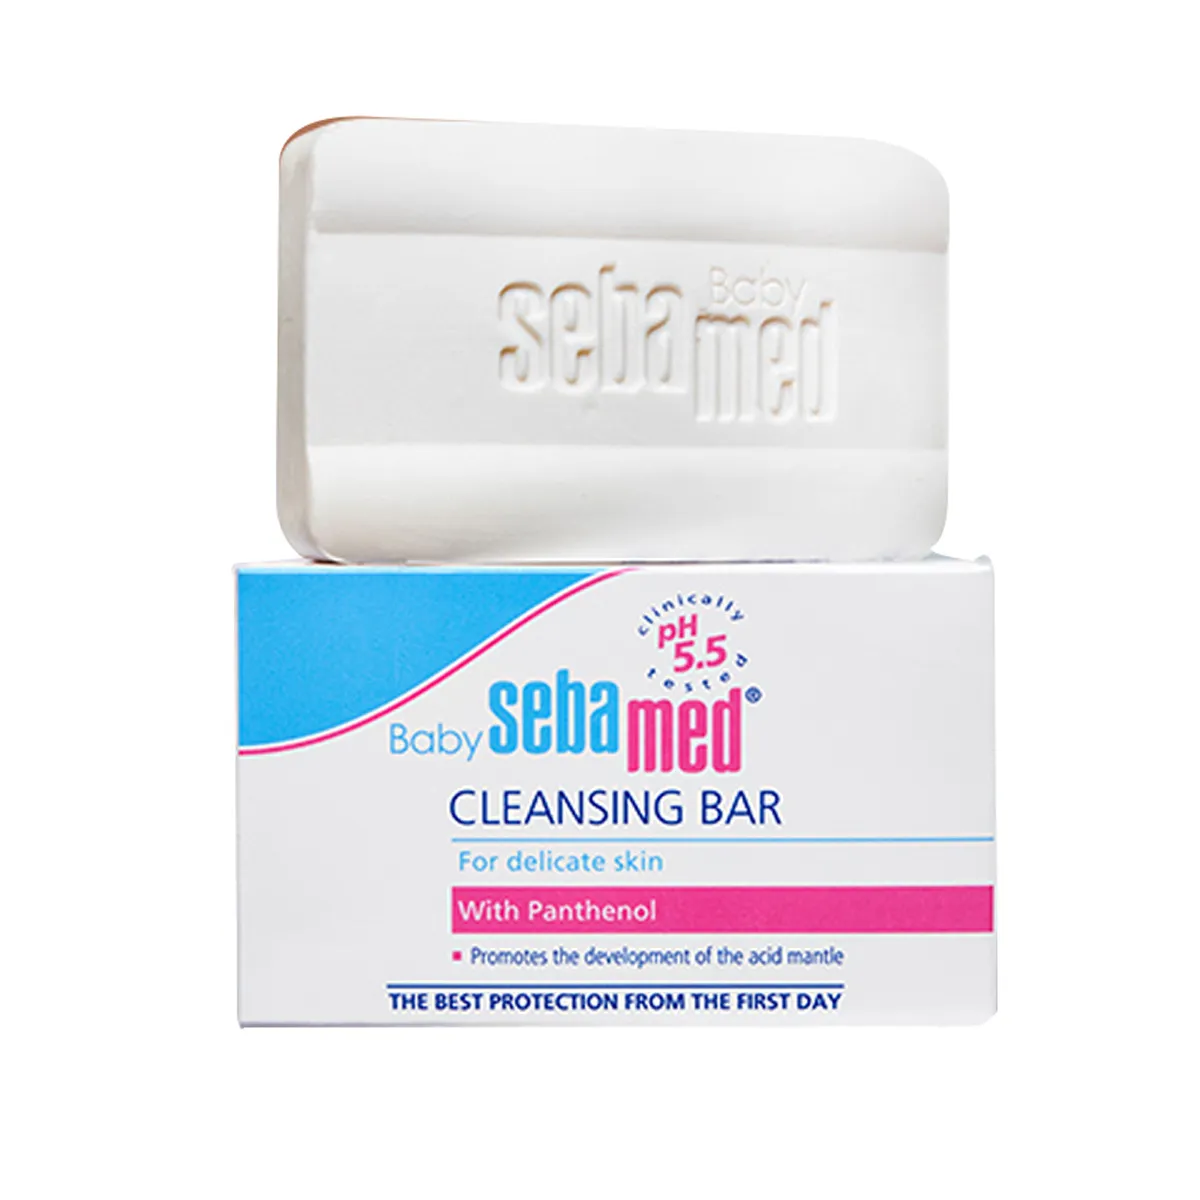 Baby
sebamed
clinically
pH
5.5
tested
Baby sebamed®
CLEANSING BAR
For delicate skin
With Panthenol
▪ Promotes the development of the acid mantle
THE BEST PROTECTION FROM THE FIRST DAY